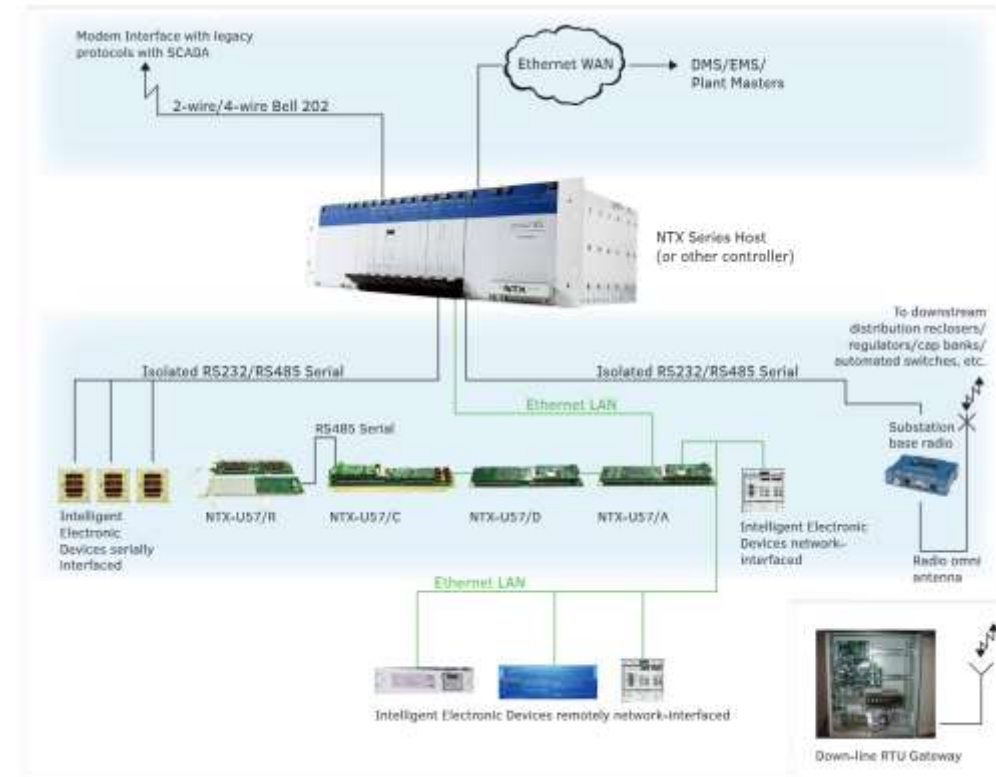 Modem Interface with legacy
protocols with SCADA
2-wire/4-wire Bell 202
Ethernet WAN
DMS/EMS/
Plant Masters
NTX
NTX Series Host
(or other controller)
To downstream
distribution reclosers/
regulators/cap banks/
automated switches, etc.
Isolated RS232/RS485 Serial
Isolated RS232/RS485 Serial
Ethernet LAN
RS485 Serial
Substation
base radio
Intelligent
Electronic
Devices serially
interfaced
NTX-U57/R
NTX-U57/C
NTX-U57/D
NTX-U57/A
Intelligent Electronic
Devices network-
interfaced
Radio omni
antenna
Ethernet LAN
Intelligent Electronic Devices remotely network-interfaced
Down-line RTU Gateway